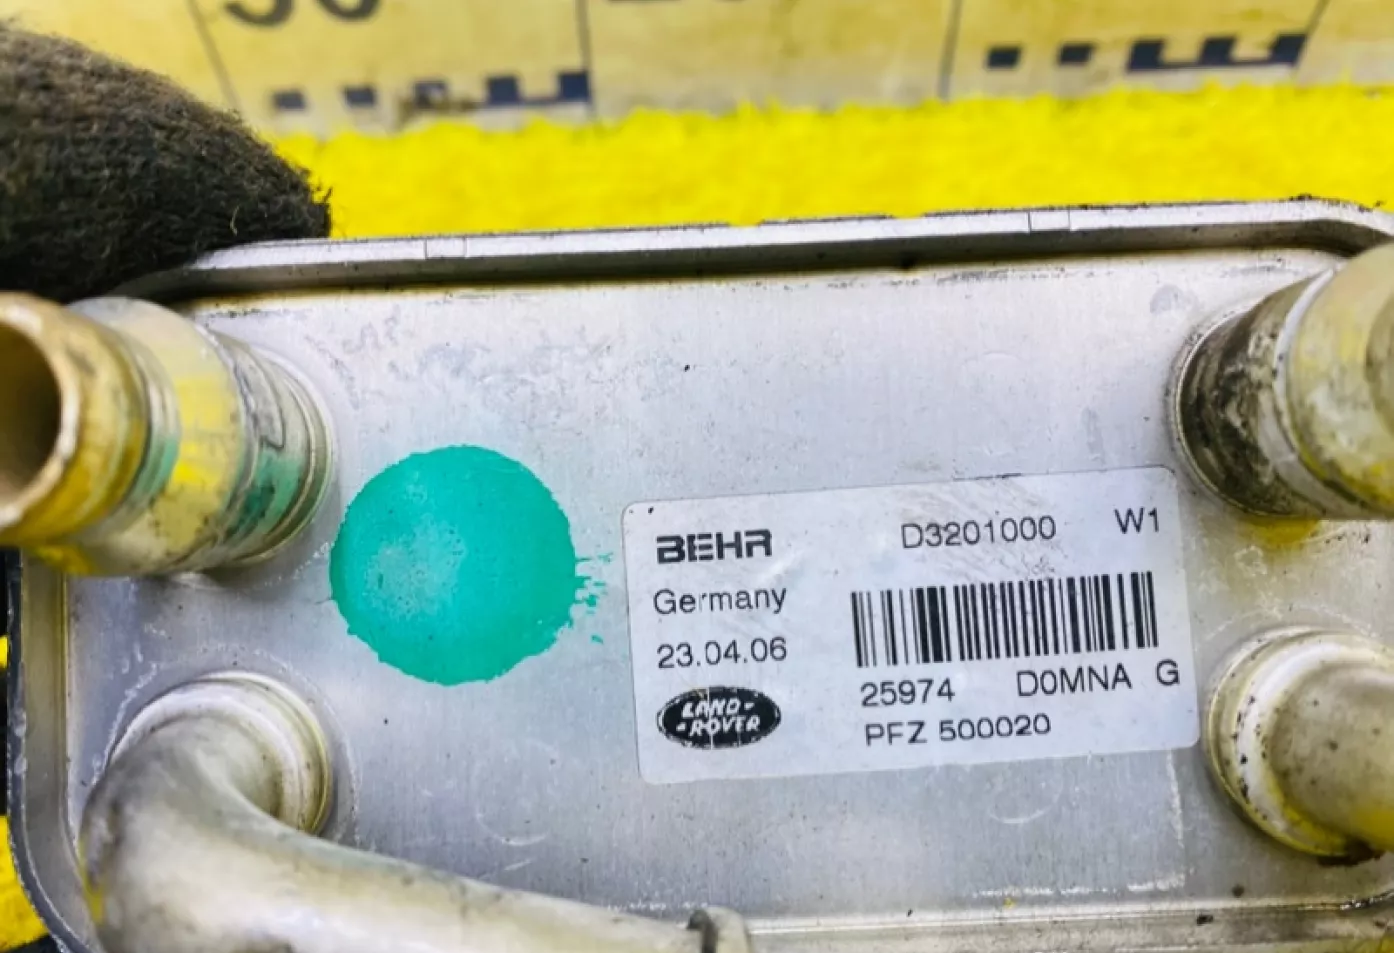 BEHR D3201000 W1
Germany
23.04.06
25974 D0MNA G
LAND-
-ROVER
PFZ 500020